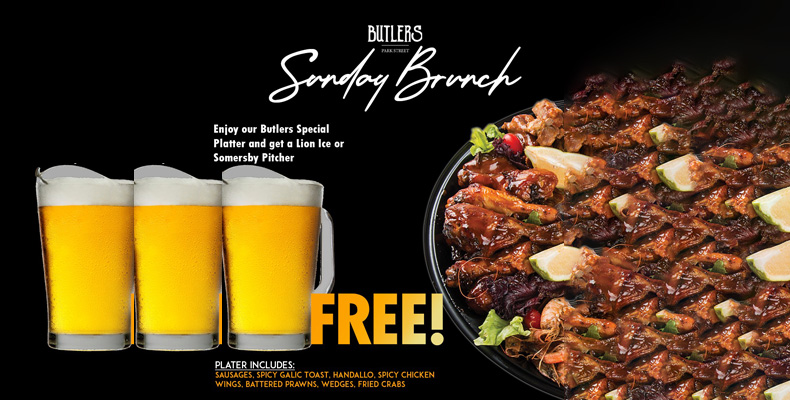 BUTLERS
PARK STREET
Sunday Brunch
Enjoy our Butlers Special
Platter and get a Lion Ice or
Somersby Pitcher
FREE!
PLATER INCLUDES:
SAUSAGES, SPICY GALIC TOAST, HANDALLO, SPICY CHICKEN
WINGS, BATTERED PRAWNS, WEDGES, FRIED CRABS